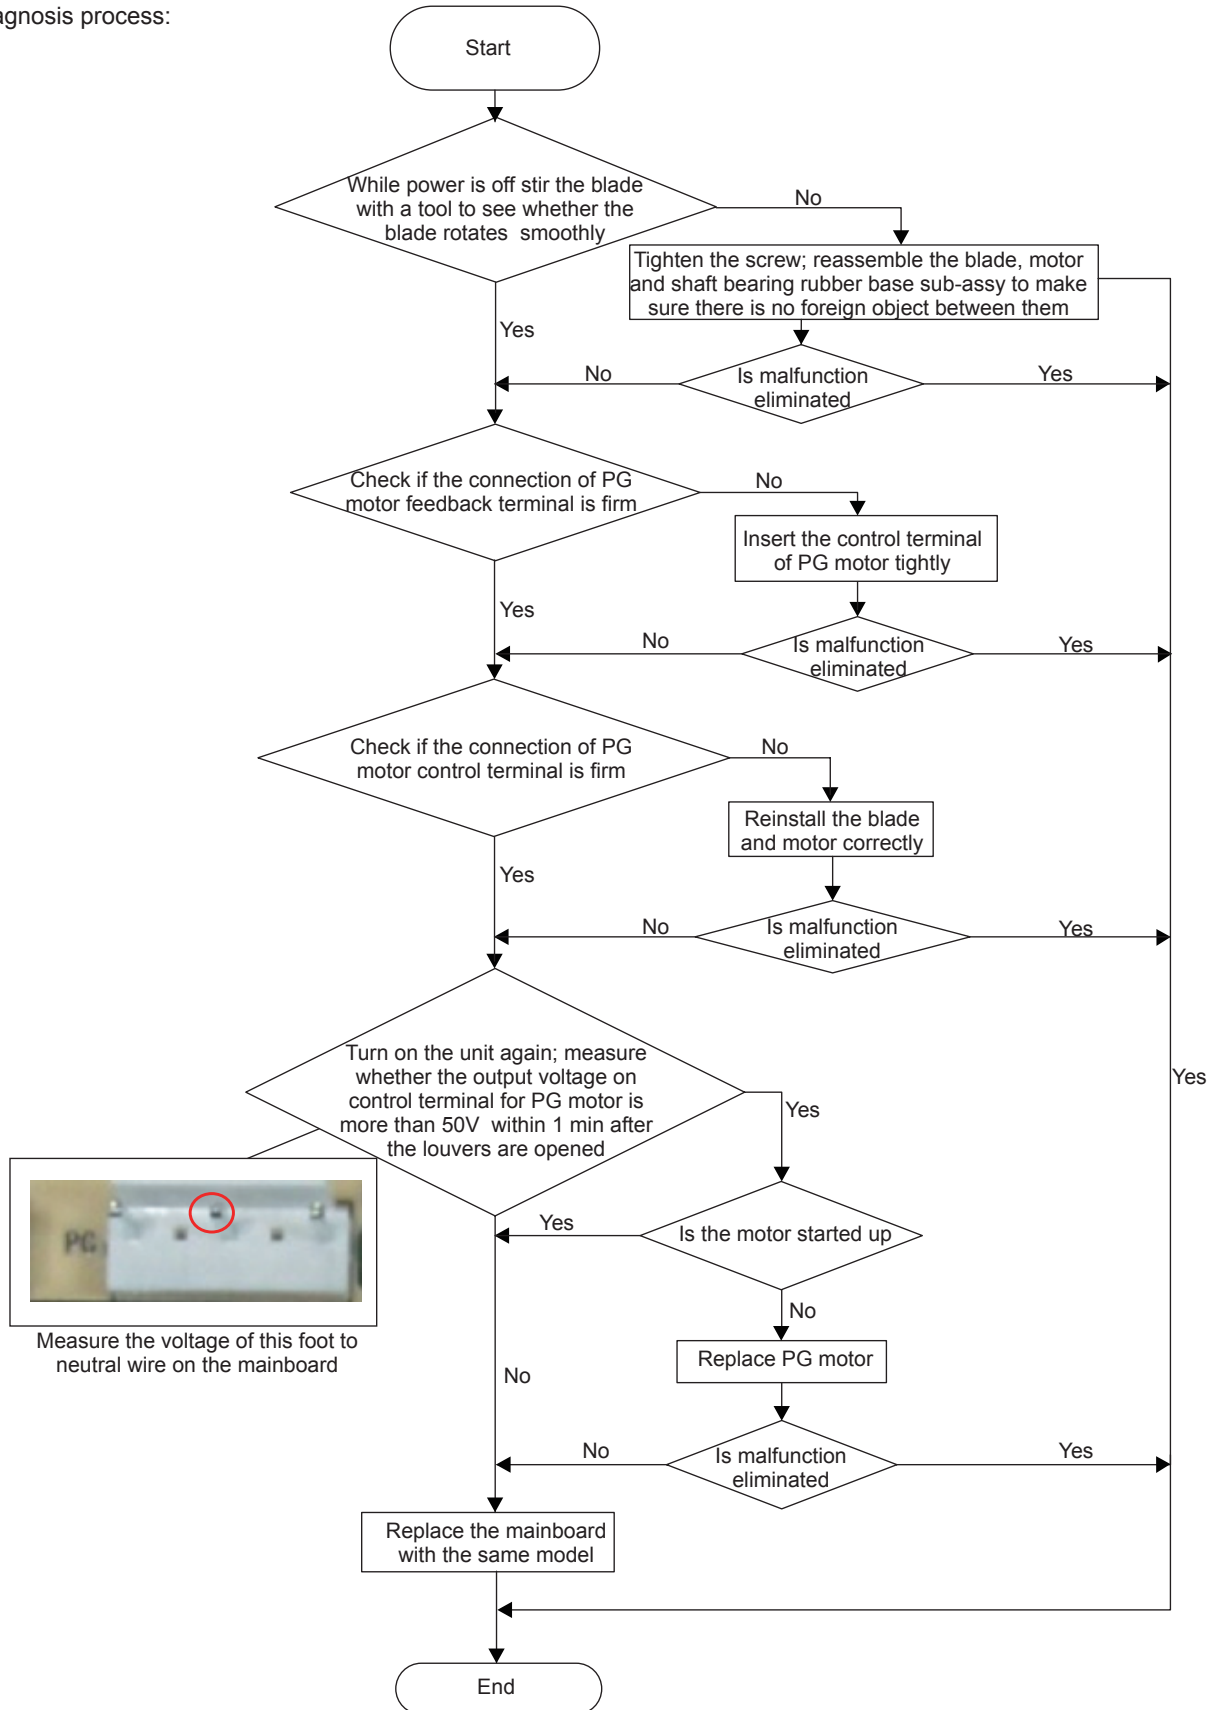 agnosis process:
Start
While power is off stir the blade
with a tool to see whether the
blade rotates smoothly
No
Tighten the screw; reassemble the blade, motor
and shaft bearing rubber base sub-assy to make
sure there is no foreign object between them
Yes
No
Is malfunction
eliminated
Yes
Check if the connection of PG
motor feedback terminal is firm
No
Insert the control terminal
of PG motor tightly
Yes
No
Is malfunction
eliminated
Yes
Check if the connection of PG
motor control terminal is firm
No
Reinstall the blade
and motor correctly
Yes
No
Is malfunction
eliminated
Yes
Turn on the unit again; measure
whether the output voltage on
control terminal for PG motor is
more than 50V within 1 min after
the louvers are opened
Yes
Yes
PG
Measure the voltage of this foot to
neutral wire on the mainboard
Yes
Is the motor started up
No
Replace PG motor
No
No
Is malfunction
eliminated
Yes
Replace the mainboard
with the same model
End